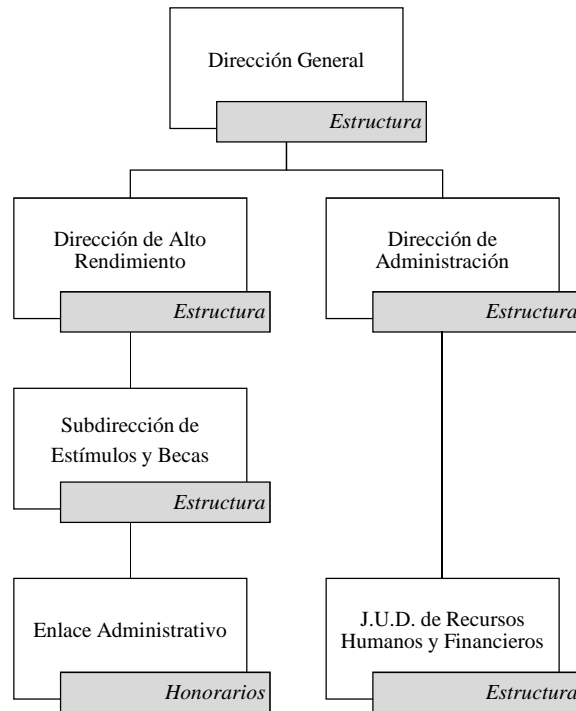 Dirección General
Estructura
Dirección de Alto
Rendimiento
Estructura
Dirección de
Administración
Estructura
Subdirección de
Estímulos y Becas
Estructura
Enlace Administrativo
Honorarios
J.U.D. de Recursos
Humanos y Financieros
Estructura